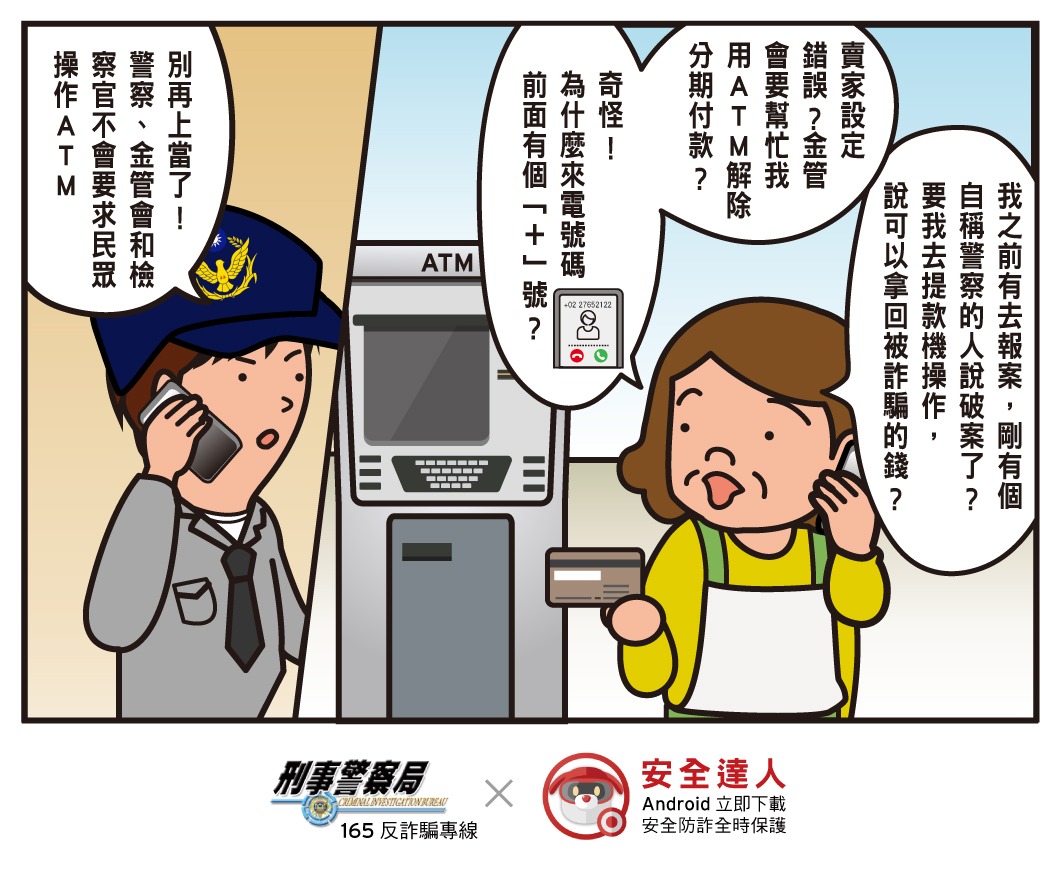 我之前有去報案，剛有個
自稱警察的人說破案了？
要我去提款機操作，
說可以拿回被詐騙的錢？
賣家設定
錯誤？金管
會要幫忙我
用ATM解除
分期付款？
奇怪！
為什麼來電號碼
前面有個「＋」號？
+02 27652122
ATM
別再上當了！
警察、金管會和檢
察官不會要求民眾
操作ATM
刑事警察局
CRIMINAL INVESTIGATION BUREAU
165 反詐騙專線
安全達人
Android 立即下載
安全防詐全時保護